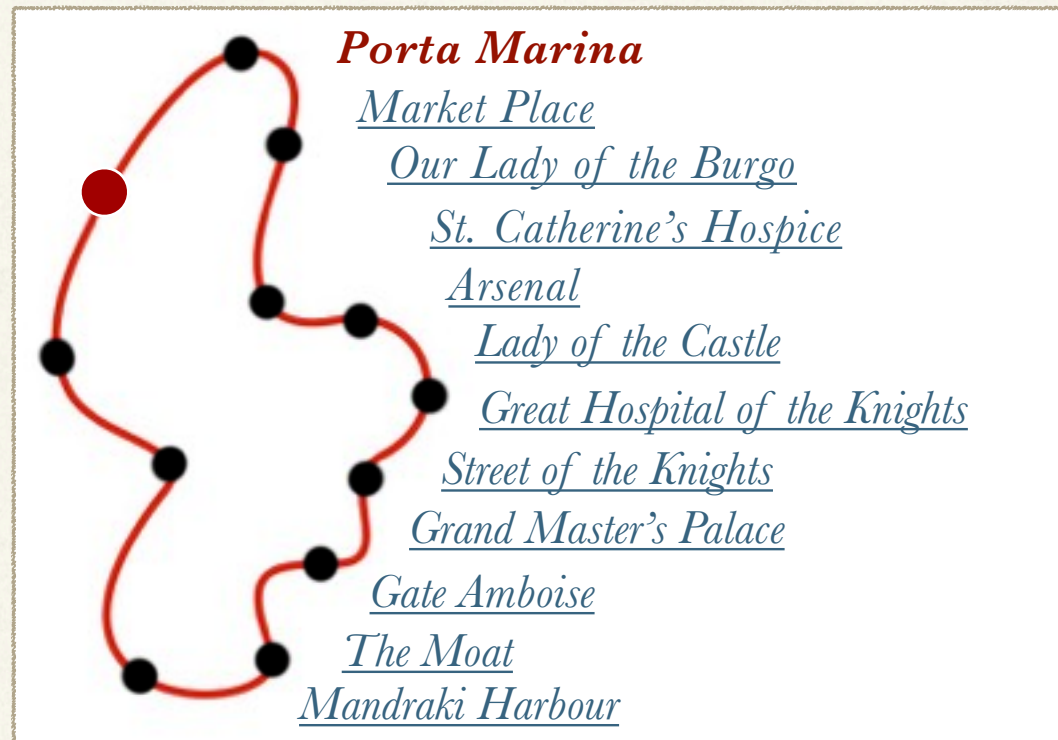 Porta Marina
Market Place
Our Lady of the Burgo
St. Catherine’s Hospice
Arsenal
Lady of the Castle
Great Hospital of the Knights
Street of the Knights
Grand Master’s Palace
Gate Amboise
The Moat
Mandraki Harbour